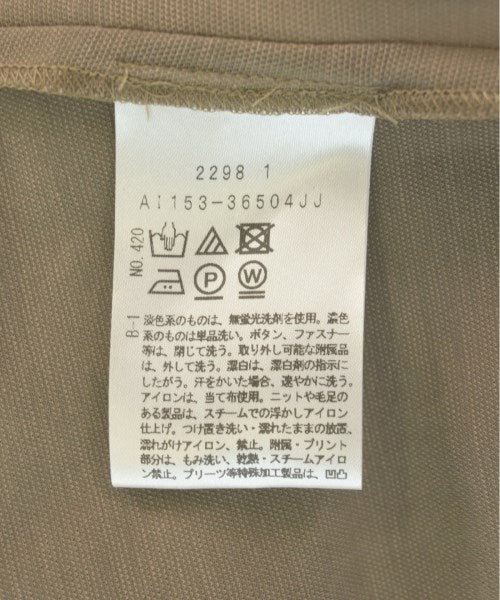 2298 1
AI153-36504JJ
NO. 420
P W
B-1
淡色系のものは、無蛍光洗剤を使用。濃色
系のものは単品洗い。ボタン、ファスナー
等は、閉じて洗う。取り外し可能な附属品
は、外して洗う。漂白は、漂白剤の指示に
したがう。汗をかいた場合、速やかに洗う。
アイロンは、当て布使用。ニットや毛足の
ある製品は、スチームでの浮かしアイロン
仕上げ。つけ置き洗い・濡れたままの放置、
濡れがけアイロン、禁止。附属・プリント
部分は、もみ洗い、乾熱・スチームアイロ
ン禁止。プリーツ等特殊加工製品は、凹凸